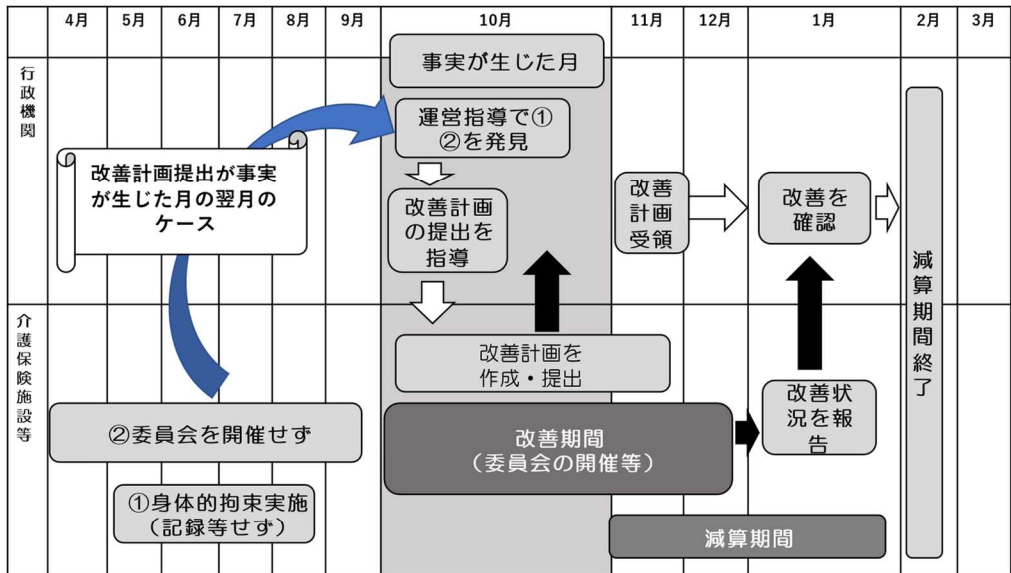 4月
5月
6月
7月
8月
9月
10月
11月
12月
1月
2月
3月
行政機関
事実が生じた月
運営指導で①
②を発見
改善計画提出が事実
が生じた月の翌月の
ケース
改善計画
の提出を
指導
改善
計画
受領
改善を
確認
減算期間終了
介護保険施設等
改善計画を
作成・提出
②委員会を開催せず
改善期間
（委員会の開催等）
改善状
況を報
告
①身体的拘束実施
（記録等せず）
減算期間